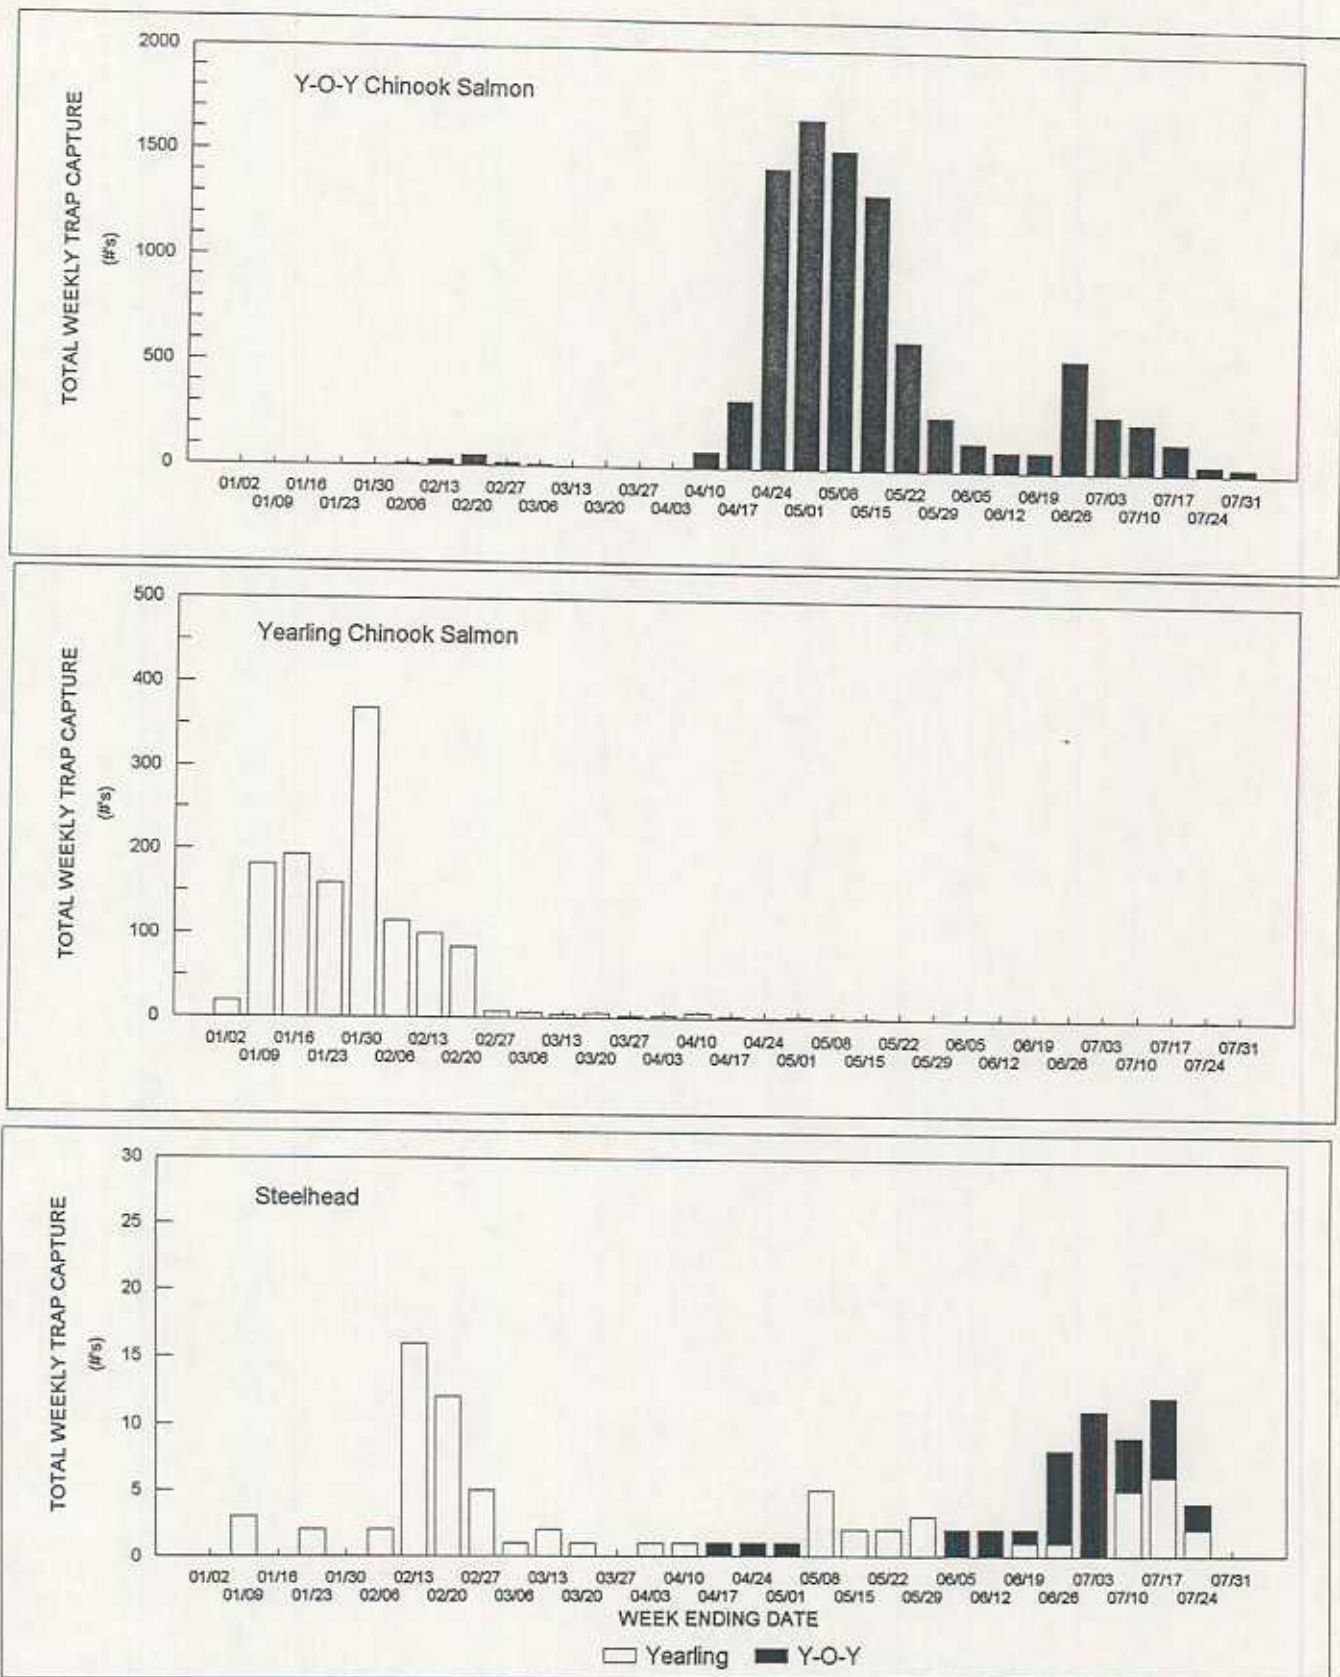 Y-O-Y Chinook Salmon
TOTAL WEEKLY TRAP CAPTURE
(#'s)
2000
1500
1000
500
0
01/02 01/16 01/30 02/13 02/27 03/13 03/27 04/10 04/24 05/08 05/22 06/05 06/19 07/03 07/17 07/31
01/09 01/23 02/06 02/20 03/06 03/20 04/03 04/17 05/01 05/15 05/29 06/12 06/26 07/10 07/24
Yearling Chinook Salmon
TOTAL WEEKLY TRAP CAPTURE
(#'s)
500
400
300
200
100
0
01/02 01/16 01/30 02/13 02/27 03/13 03/27 04/10 04/24 05/08 05/22 06/05 06/19 07/03 07/17 07/31
01/09 01/23 02/06 02/20 03/06 03/20 04/03 04/17 05/01 05/15 05/29 06/12 06/26 07/10 07/24
Steelhead
TOTAL WEEKLY TRAP CAPTURE
(#'s)
30
25
20
15
10
5
0
01/02 01/16 01/30 02/13 02/27 03/13 03/27 04/10 04/24 05/08 05/22 06/05 06/19 07/03 07/17 07/31
01/09 01/23 02/06 02/20 03/06 03/20 04/03 04/17 05/01 05/15 05/29 06/12 06/26 07/10 07/24
WEEK ENDING DATE
Yearling Y-O-Y